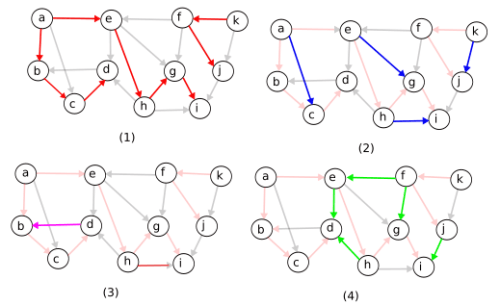 a e f k
b d g j
c h i
(1)
a e f k
b d g j
c h i
(2)
a e f k
b d g j
c h i
(3)
a e f k
b d g j
c h i
(4)